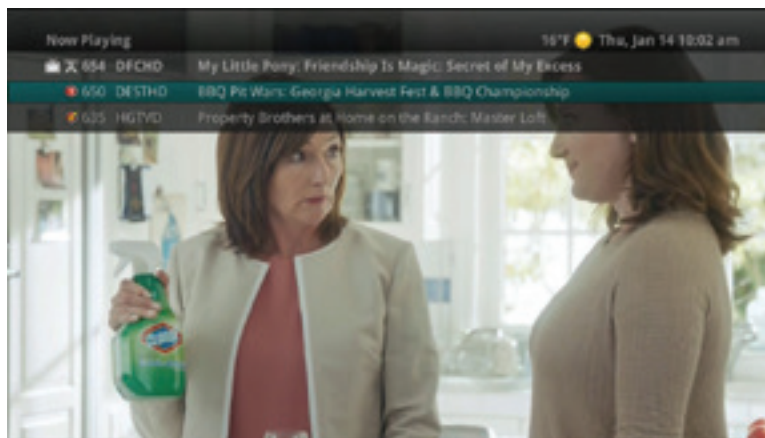 Now Playing 16°F Thu, Jan 14 10:02 am
654 DFCHD My Little Pony: Friendship Is Magic: Secret of My Excess
650 DESTHD BBQ Pit Wars: Georgia Harvest Fest & BBQ Championship
635 HGTVD Property Brothers at Home on the Ranch: Master Loft